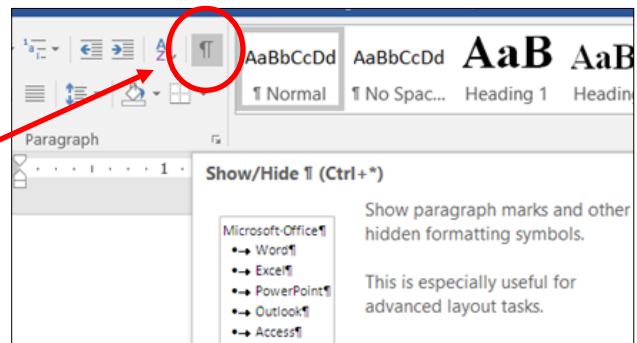 ¶ AaBbCcDd AaBbCcDd AaB AaB
¶ Normal ¶ No Spac... Heading 1 Heading
Paragraph
1
Show/Hide ¶ (Ctrl+*)
Show paragraph marks and other
hidden formatting symbols.
This is especially useful for
advanced layout tasks.
Microsoft·Office¶
•→ Word¶
•→ Excel¶
•→ PowerPoint¶
•→ Outlook¶
•→ Access¶